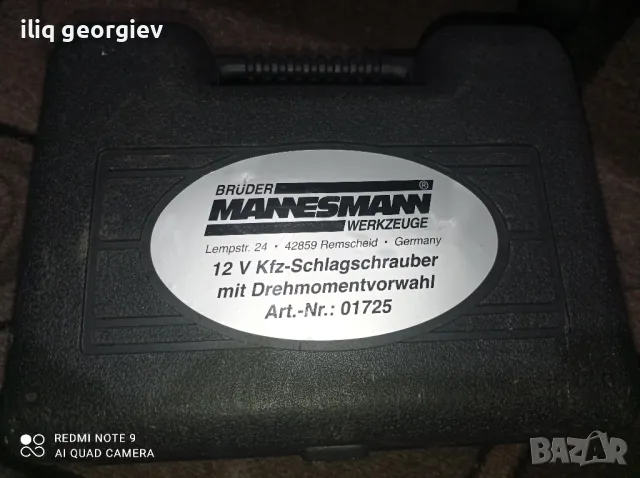 iliq georgiev
BRÜDER
MANNESMANN ®
WERKZEUGE
Lempstr. 24 · 42859 Remscheid · Germany
12 V Kfz-Schlagschrauber
mit Drehmomentvorwahl
Art.-Nr.: 01725
REDMI NOTE 9
AI QUAD CAMERA
BAZAR